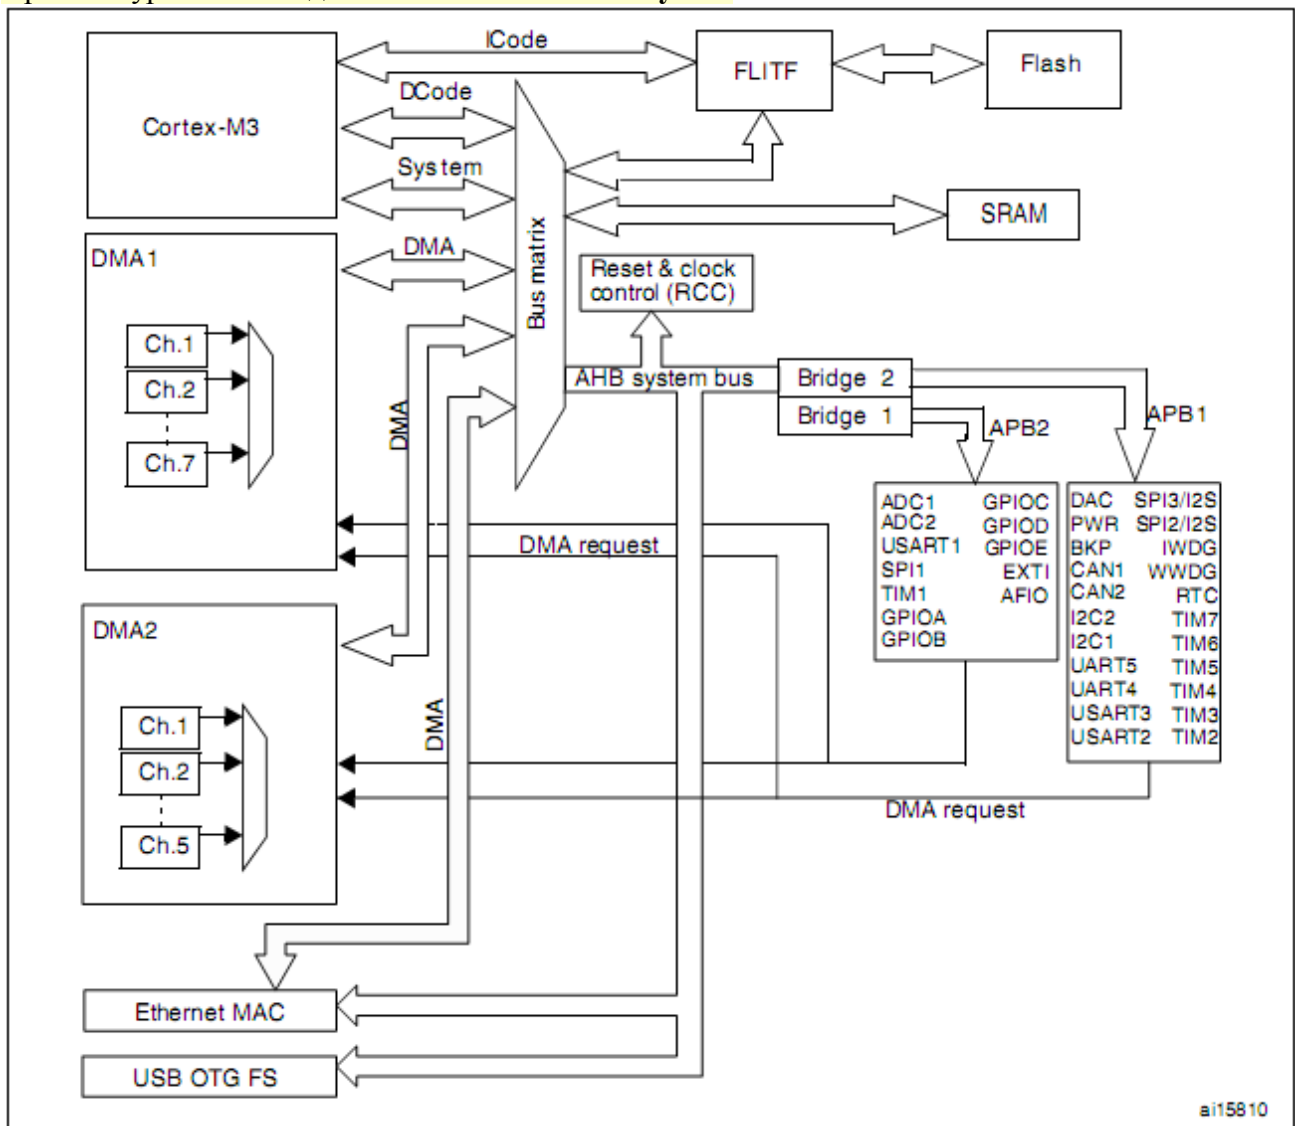 ICode
FLITF
Flash
Cortex-M3
DCode
System
SRAM
DMA1
DMA
Bus matrix
Reset & clock
control (RCC)
Ch.1
Ch.2
Ch.7
DMA
AHB system bus
Bridge 2
Bridge 1
APB2
APB1
ADC1 GPIOC
ADC2 GPIOD
USART1 GPIOE
SPI1 EXTI
TIM1 AFIO
GPIOA
GPIOB
DAC SPI3/I2S
PWR SPI2/I2S
BKP IWDG
CAN1 WWDG
CAN2 RTC
I2C2 TIM7
I2C1 TIM6
UART5 TIM5
UART4 TIM4
USART3 TIM3
USART2 TIM2
DMA request
DMA2
Ch.1
Ch.2
Ch.5
DMA
DMA request
Ethernet MAC
USB OTG FS
ai15810